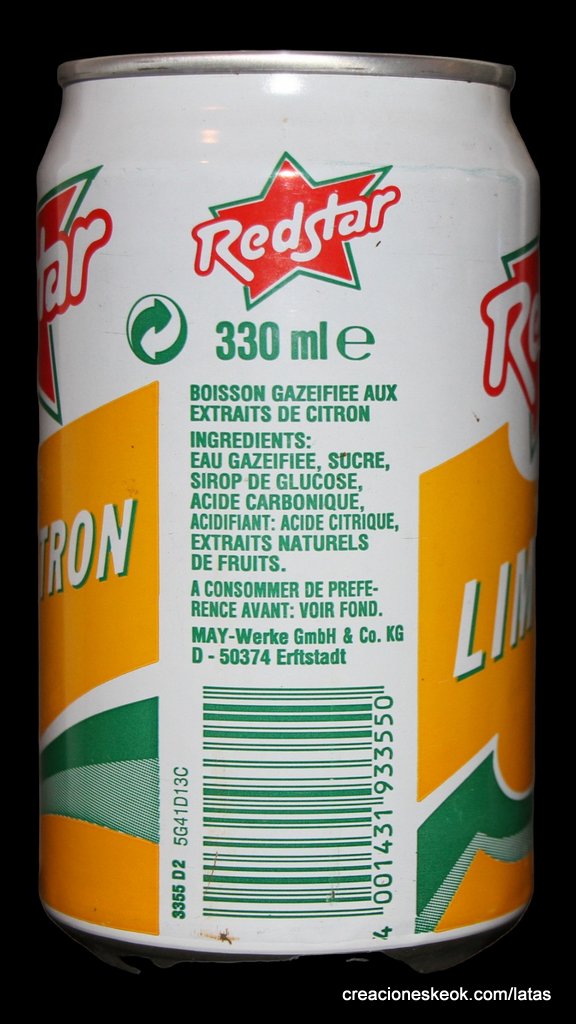 Redstar
330 ml e
BOISSON GAZEIFIEE AUX
EXTRAITS DE CITRON
INGREDIENTS:
EAU GAZEIFIEE, SUCRE,
SIROP DE GLUCOSE,
ACIDE CARBONIQUE,
ACIDIFIANT: ACIDE CITRIQUE,
EXTRAITS NATURELS
DE FRUITS.
A CONSOMMER DE PREFE-
RENCE AVANT: VOIR FOND.
MAY-Werke GmbH & Co. KG
D - 50374 Erftstadt
4 001431 933550
3355 D2 5G41D13C
tar
TRON
Re
LIM
creacioneskeok.com/latas